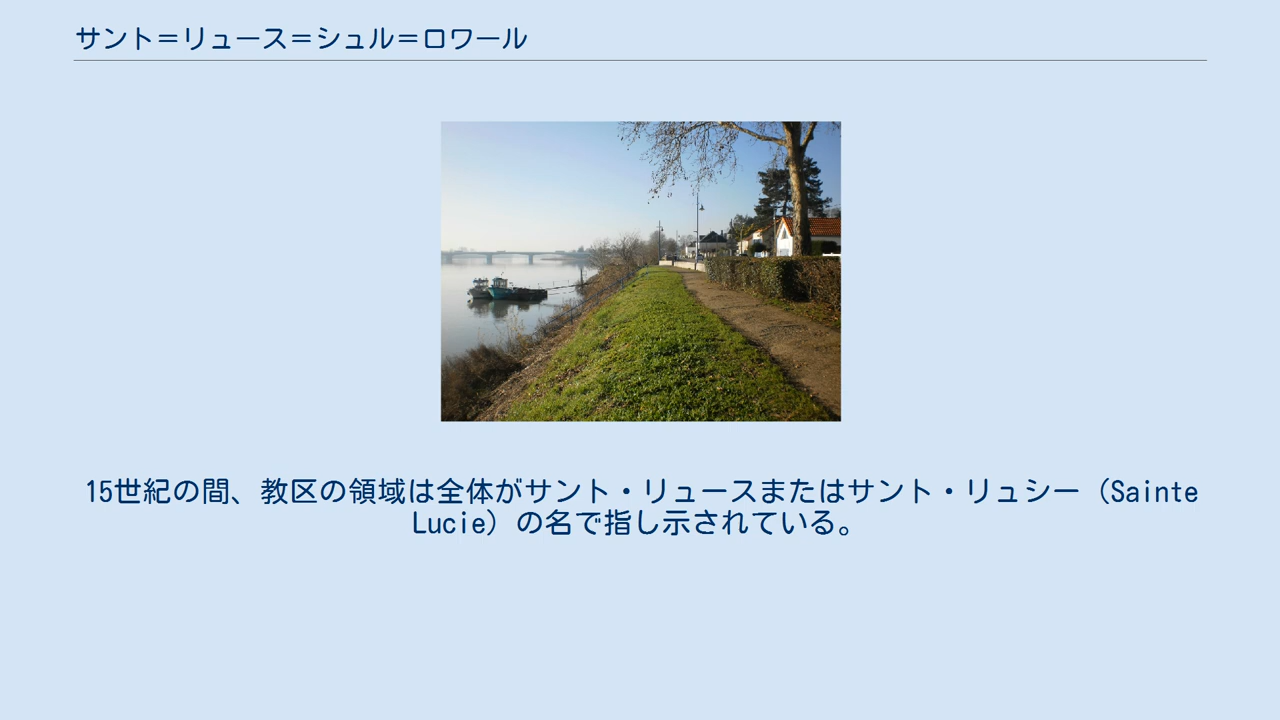 サント＝リュース＝シュル＝ロワール
15世紀の間、教区の領域は全体がサント・リュースまたはサント・リュシー（Sainte
Lucie）の名で指し示されている。